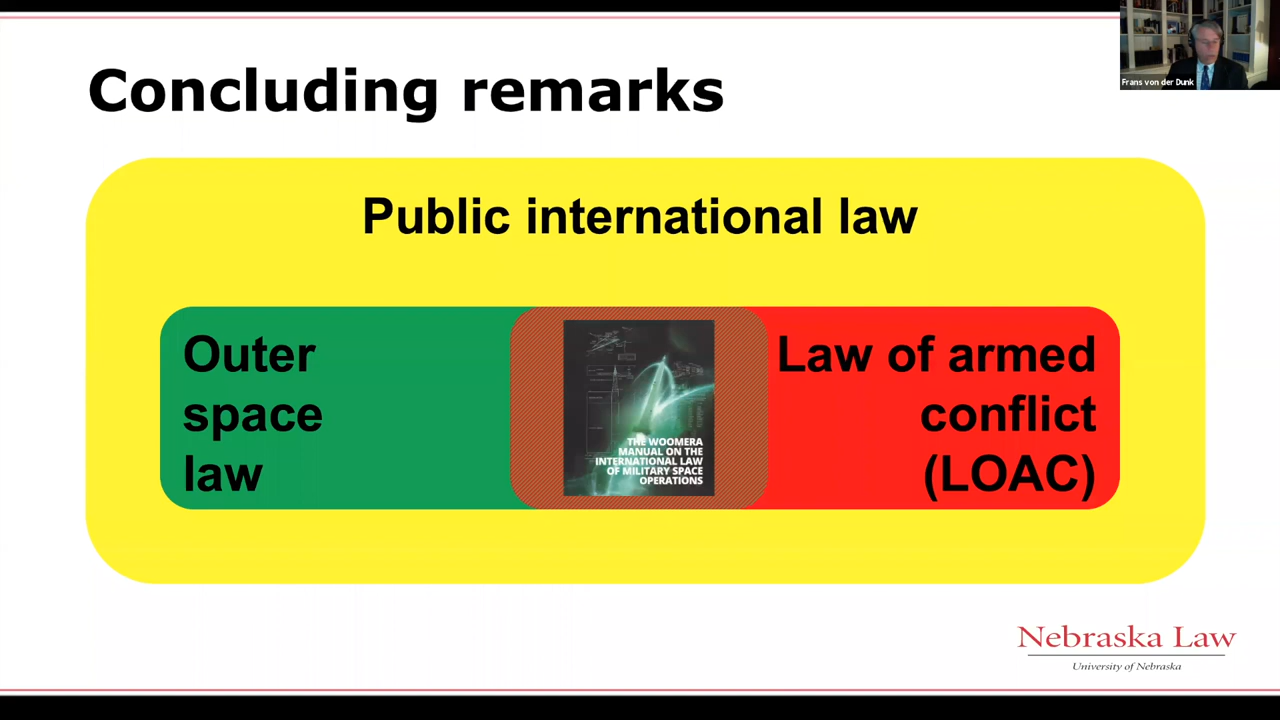 Concluding remarks
Frans von der Dunk
Public international law
Outer
space
law
THE WOOMERA
MANUAL ON THE
INTERNATIONAL LAW
OF MILITARY SPACE
OPERATIONS
Law of armed
conflict
(LOAC)
Nebraska Law
University of Nebraska